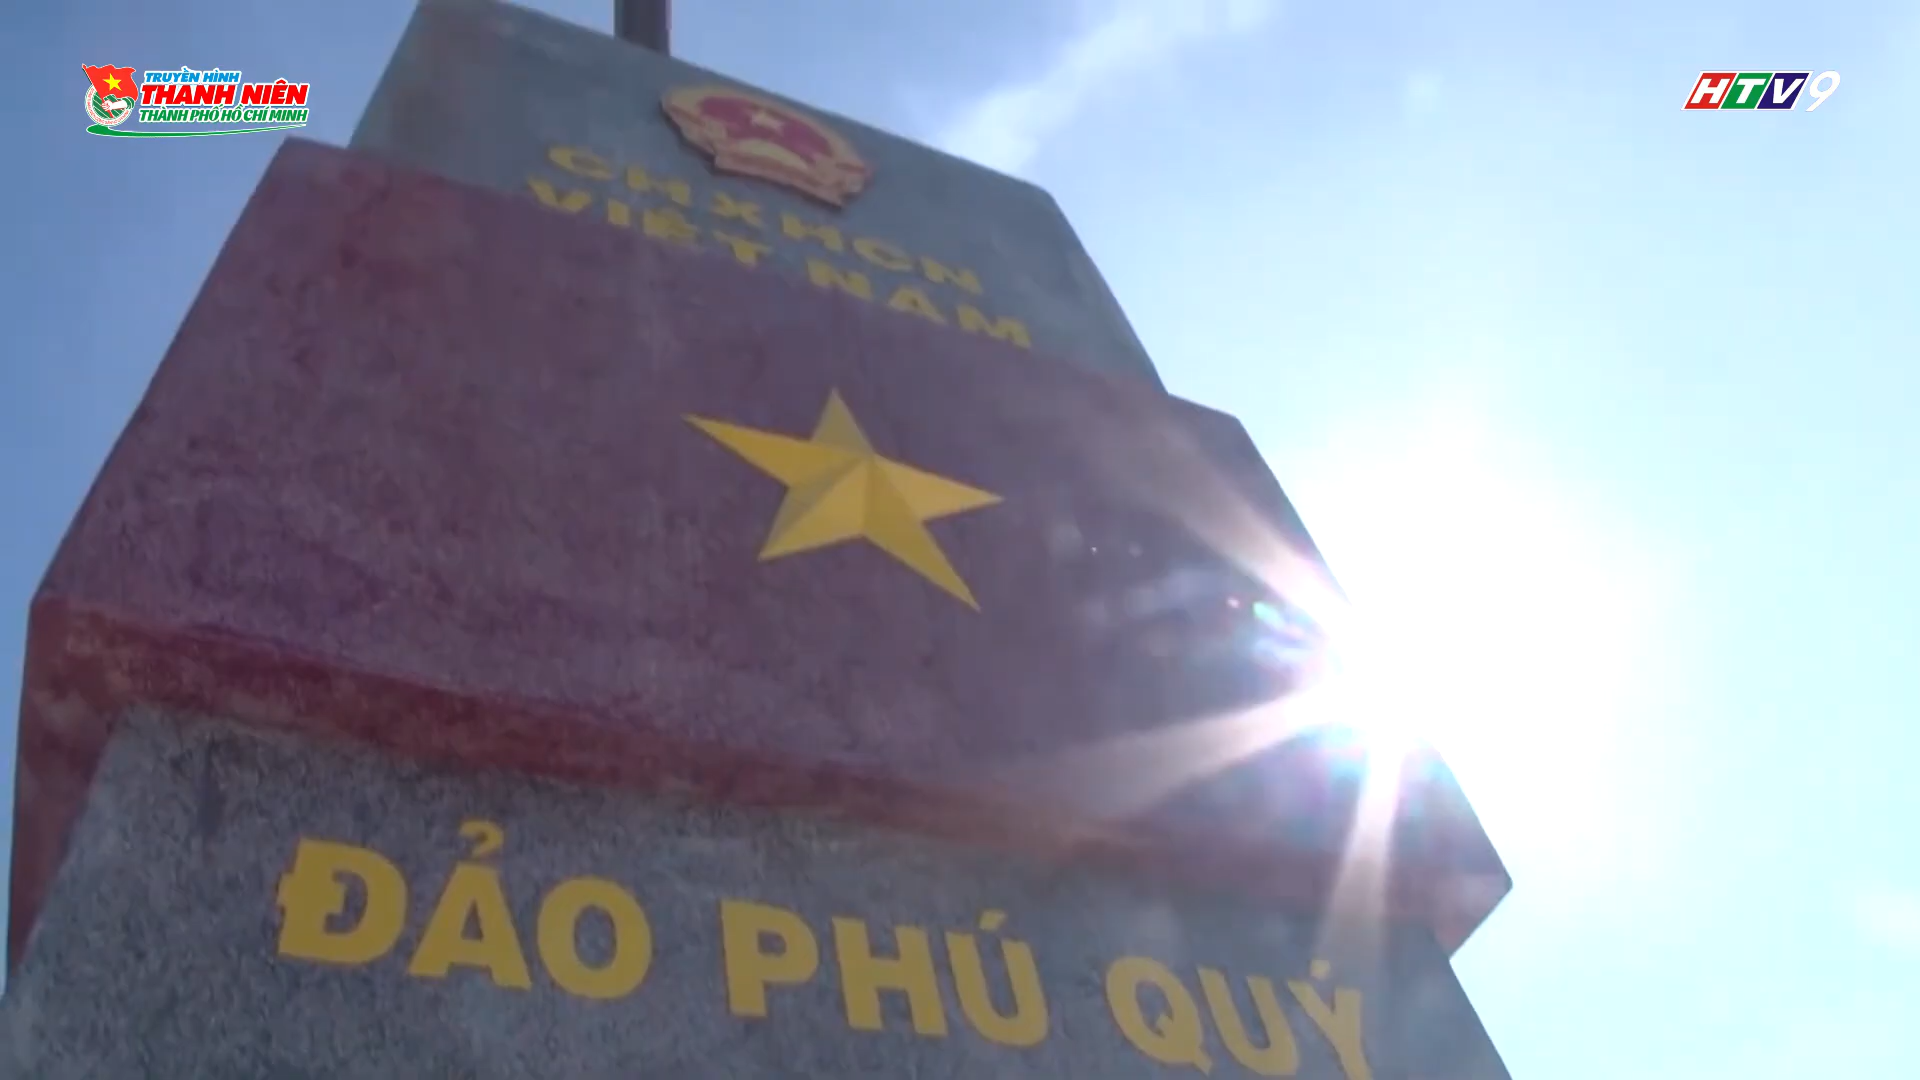 TRUYỀN HÌNH
THANH NIÊN
THÀNH PHỐ HỒ CHÍ MINH
HTV9
CHXHCN
VIỆT NAM
ĐẢO PHÚ QUÝ